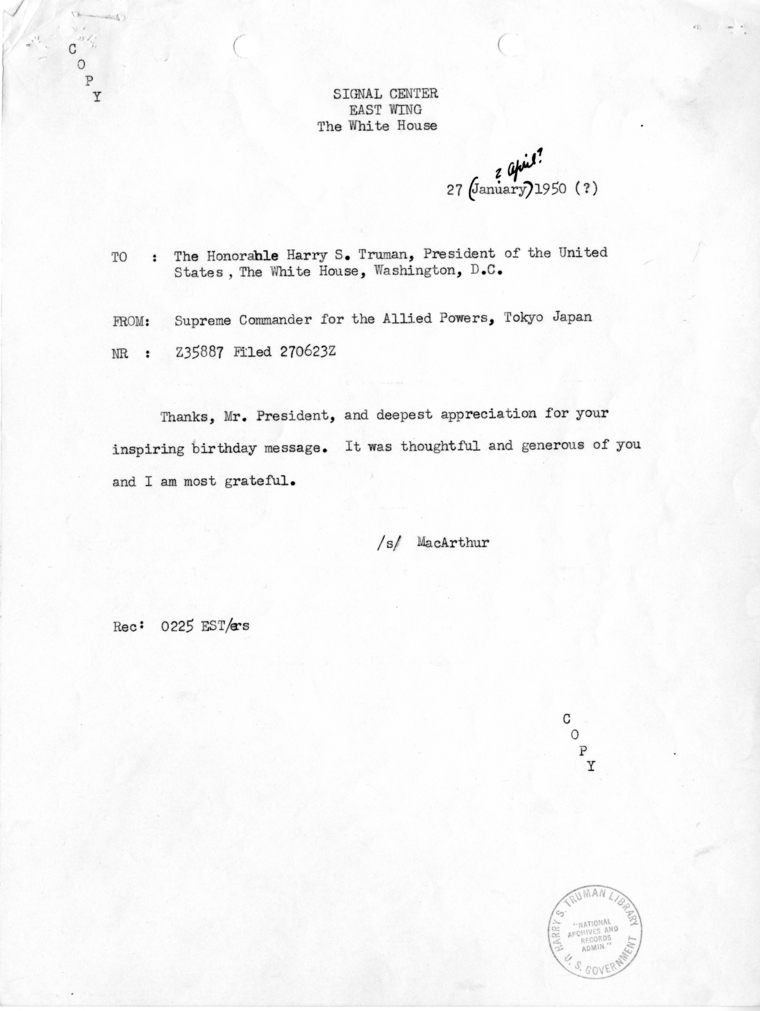 C
O
P
Y
SIGNAL CENTER
EAST WING
The White House
2 April?
27 (January) 1950 (?)
TO : The Honorable Harry S. Truman, President of the United
States, The White House, Washington, D.C.
FROM: Supreme Commander for the Allied Powers, Tokyo Japan
NR : Z35887 Filed 270623Z
Thanks, Mr. President, and deepest appreciation for your
inspiring birthday message. It was thoughtful and generous of you
and I am most grateful.
/s/ MacArthur
Rec: 0225 EST/ers
C
O
P
Y
HARRY S. TRUMAN LIBRARY
"NATIONAL
ARCHIVES AND
RECORDS
ADMIN"
U. S. GOVERNMENT